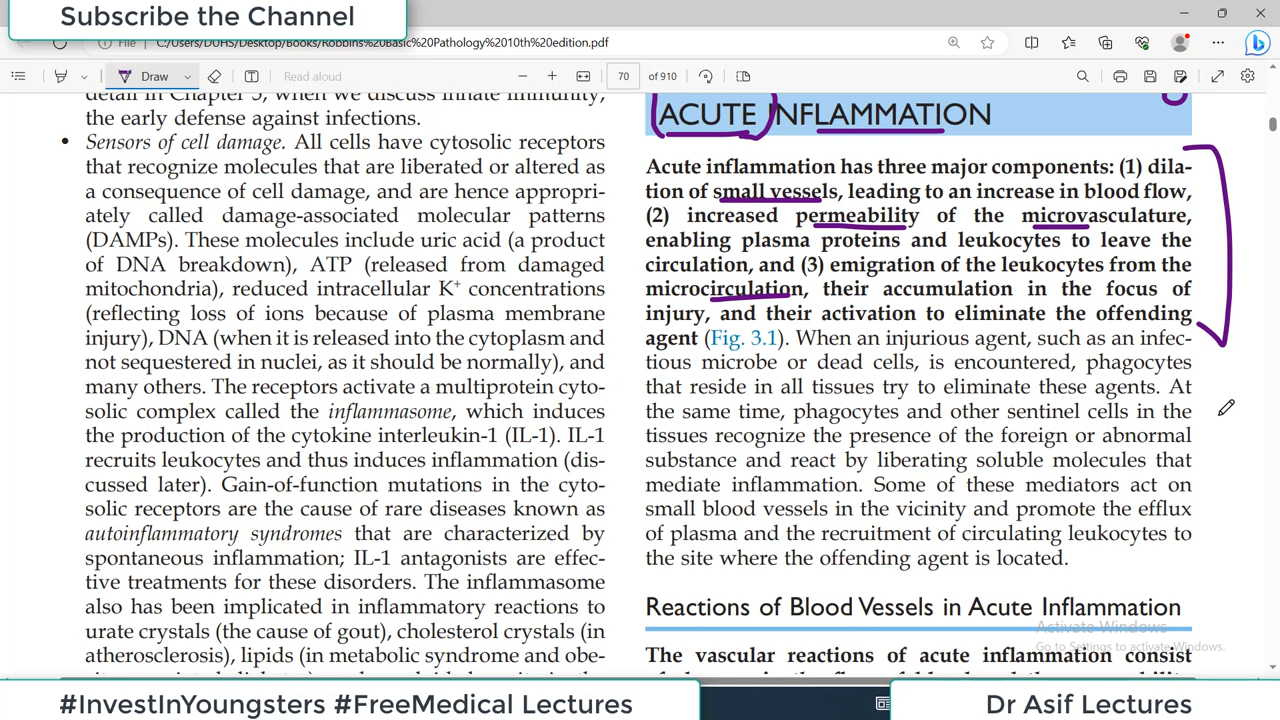 Subscribe the Channel
File
C:/Users/DUHS/Desktop/Books/Robbins%20Basic%20Pathology%2010th%20edition.pdf
Draw
Read aloud
70 of 910
detail in Chapter 5, when we discuss innate immunity,
the early defense against infections.
• Sensors of cell damage. All cells have cytosolic receptors
that recognize molecules that are liberated or altered as
a consequence of cell damage, and are hence appropri-
ately called damage-associated molecular patterns
(DAMPs). These molecules include uric acid (a product
of DNA breakdown), ATP (released from damaged
mitochondria), reduced intracellular K+ concentrations
(reflecting loss of ions because of plasma membrane
injury), DNA (when it is released into the cytoplasm and
not sequestered in nuclei, as it should be normally), and
many others. The receptors activate a multiprotein cyto-
solic complex called the inflammasome, which induces
the production of the cytokine interleukin-1 (IL-1). IL-1
recruits leukocytes and thus induces inflammation (dis-
cussed later). Gain-of-function mutations in the cyto-
solic receptors are the cause of rare diseases known as
autoinflammatory syndromes that are characterized by
spontaneous inflammation; IL-1 antagonists are effec-
tive treatments for these disorders. The inflammasome
also has been implicated in inflammatory reactions to
urate crystals (the cause of gout), cholesterol crystals (in
atherosclerosis), lipids (in metabolic syndrome and obe-
ACUTE INFLAMMATION
Acute inflammation has three major components: (1) dila-
tion of small vessels, leading to an increase in blood flow,
(2) increased permeability of the microvasculature,
enabling plasma proteins and leukocytes to leave the
circulation, and (3) emigration of the leukocytes from the
microcirculation, their accumulation in the focus of
injury, and their activation to eliminate the offending
agent (Fig. 3.1). When an injurious agent, such as an infec-
tious microbe or dead cells, is encountered, phagocytes
that reside in all tissues try to eliminate these agents. At
the same time, phagocytes and other sentinel cells in the
tissues recognize the presence of the foreign or abnormal
substance and react by liberating soluble molecules that
mediate inflammation. Some of these mediators act on
small blood vessels in the vicinity and promote the efflux
of plasma and the recruitment of circulating leukocytes to
the site where the offending agent is located.
Reactions of Blood Vessels in Acute Inflammation
Activate Windows
Go to Settings to activate Windows.
The vascular reactions of acute inflammation consist
#InvestInYoungsters #FreeMedical Lectures
Dr Asif Lectures